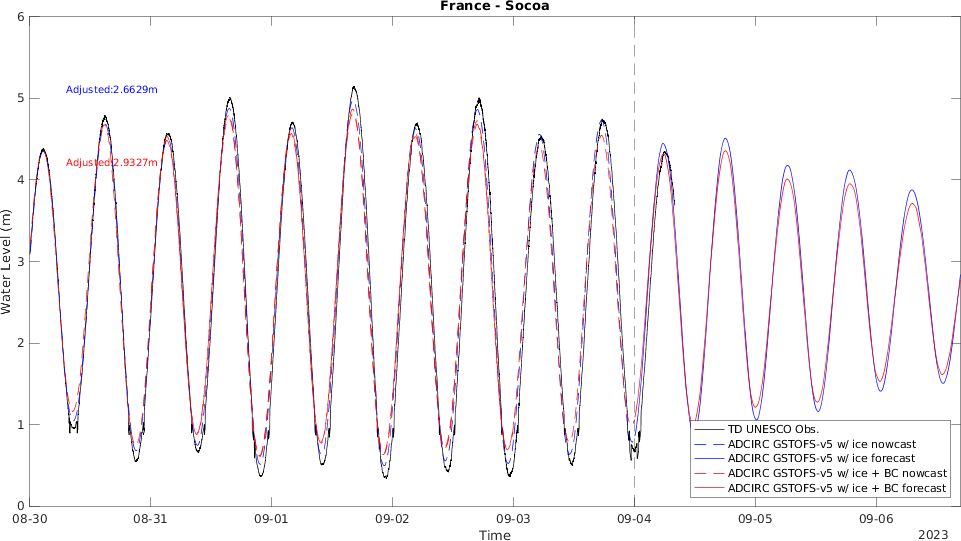 France - Socoa
6
5
4
3
2
1
0
Water Level (m)
Adjusted:2.6629m
Adjusted:2.9327m
TD UNESCO Obs.
ADCIRC GSTOFS-v5 w/ ice nowcast
ADCIRC GSTOFS-v5 w/ ice forecast
ADCIRC GSTOFS-v5 w/ ice + BC nowcast
ADCIRC GSTOFS-v5 w/ ice + BC forecast
08-30 08-31 09-01 09-02 09-03 09-04 09-05 09-06
Time
2023